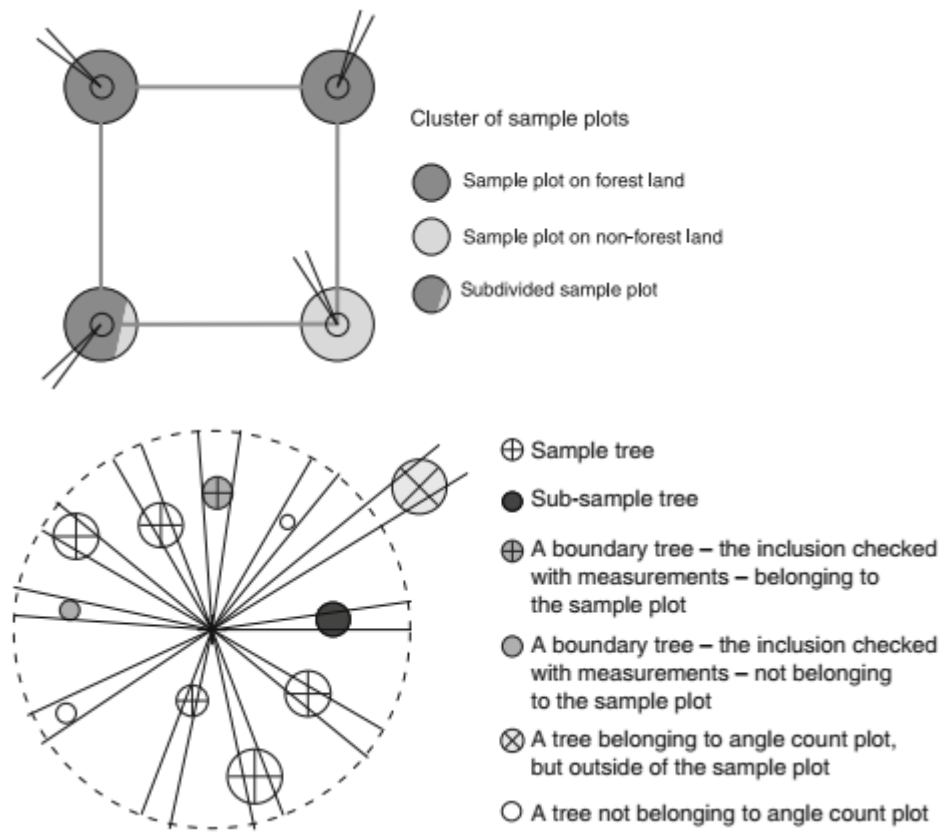 Cluster of sample plots
Sample plot on forest land
Sample plot on non-forest land
Subdivided sample plot
Sample tree
Sub-sample tree
A boundary tree – the inclusion checked
with measurements – belonging to
the sample plot
A boundary tree – the inclusion checked
with measurements – not belonging
to the sample plot
A tree belonging to angle count plot,
but outside of the sample plot
A tree not belonging to angle count plot